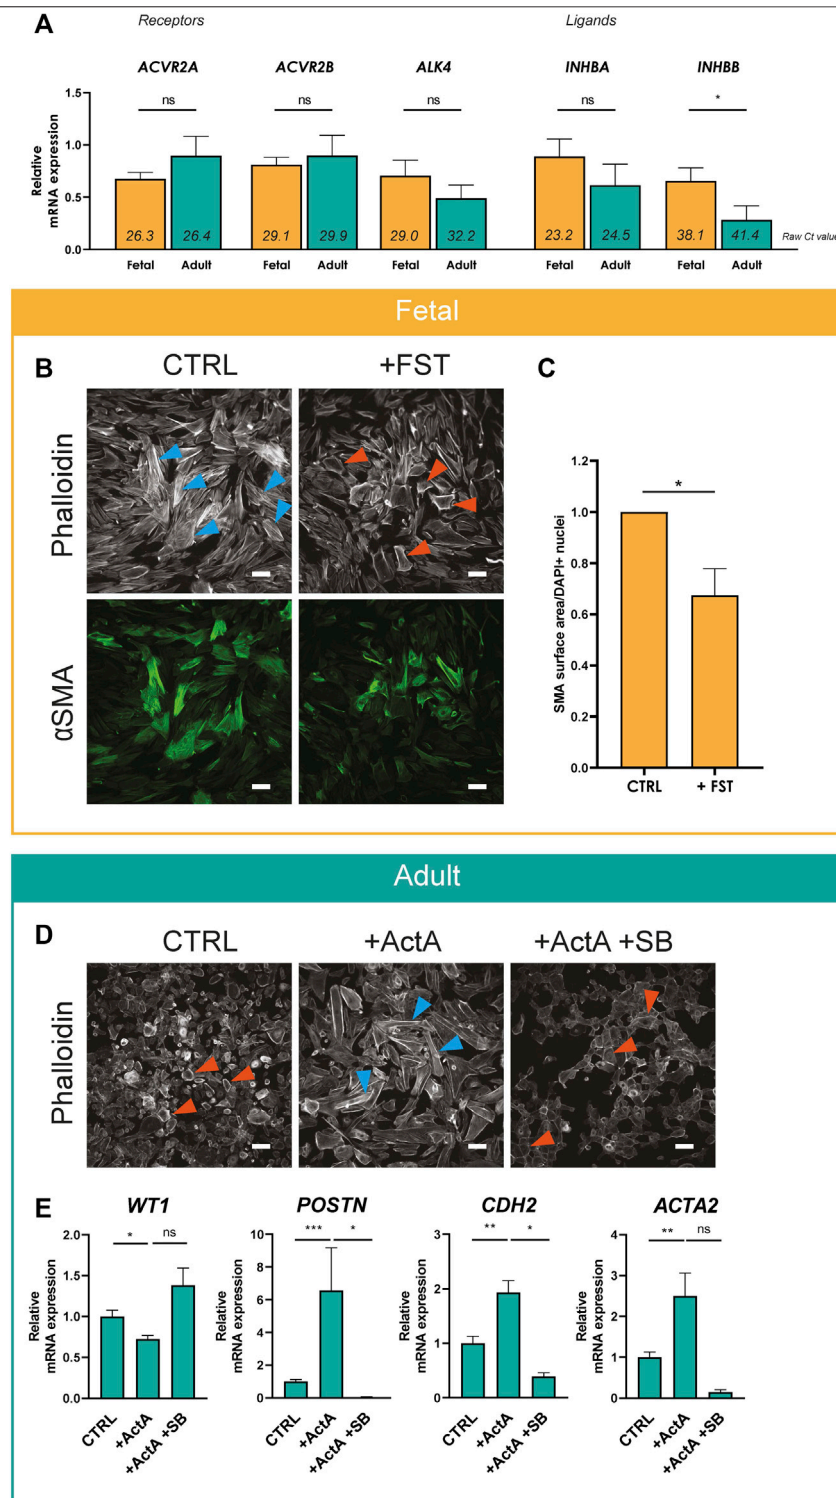 A
Receptors
Ligands
ACVR2A
ACVR2B
ALK4
INHBA
INHBB
ns
ns
ns
ns
*
Relative
mRNA expression
1.5
1.0
0.5
0.0
26.3
26.4
29.1
29.9
29.0
32.2
23.2
24.5
38.1
41.4
Raw Ct value
Fetal
Adult
Fetal
Adult
Fetal
Adult
Fetal
Adult
Fetal
Adult
Fetal
B
CTRL
+FST
C
Phalloidin
αSMA
SMA surface area/DAPI+ nuclei
1.2
1.0
0.8
0.6
0.4
0.2
0.0
*
CTRL
+ FST
Adult
D
CTRL
+ActA
+ActA +SB
Phalloidin
E
WT1
Relative
mRNA expression
2.0
1.5
1.0
0.5
0.0
*
ns
CTRL
+ActA
+ActA +SB
POSTN
Relative
mRNA expression
10
8
6
4
2
0
***
*
CTRL
+ActA
+ActA +SB
CDH2
Relative
mRNA expression
3
2
1
0
**
*
CTRL
+ActA
+ActA +SB
ACTA2
Relative
mRNA expression
4
3
2
1
0
**
ns
CTRL
+ActA
+ActA +SB